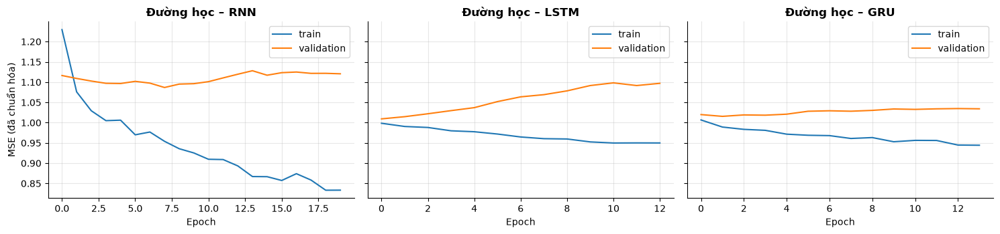 Đường học – RNN
MSE (đã chuẩn hóa)
1.20
1.15
1.10
1.05
1.00
0.95
0.90
0.85
train
validation
0.0 2.5 5.0 7.5 10.0 12.5 15.0 17.5
Epoch
Đường học – LSTM
train
validation
0 2 4 6 8 10 12
Epoch
Đường học – GRU
train
validation
0 2 4 6 8 10 12
Epoch